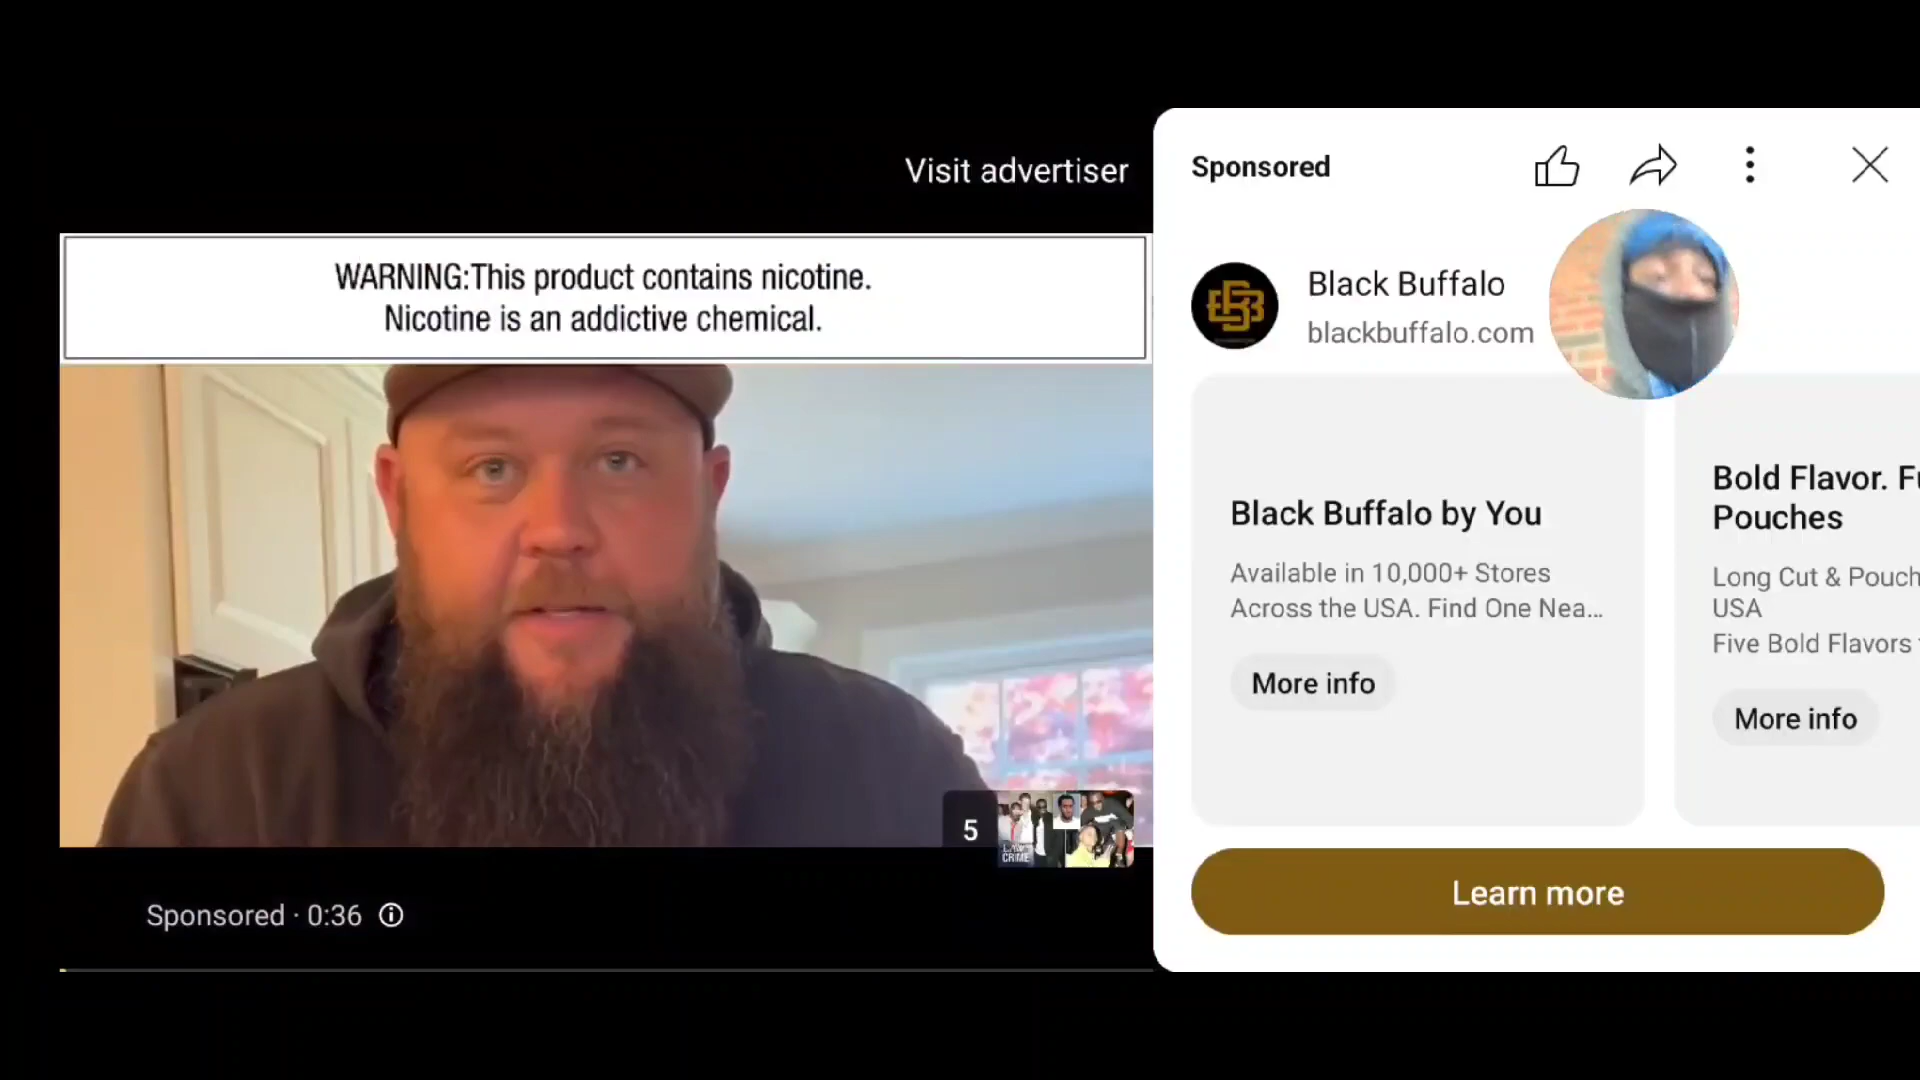 Visit advertiser
WARNING:This product contains nicotine.
Nicotine is an addictive chemical.
5
CRIME
Sponsored · 0:36
Sponsored
Black Buffalo
blackbuffalo.com
Black Buffalo by You
Available in 10,000+ Stores
Across the USA. Find One Nea...
More info
Bold Flavor.
Pouches
Long Cut & Pouch
USA
Five Bold Flavors
More info
Learn more